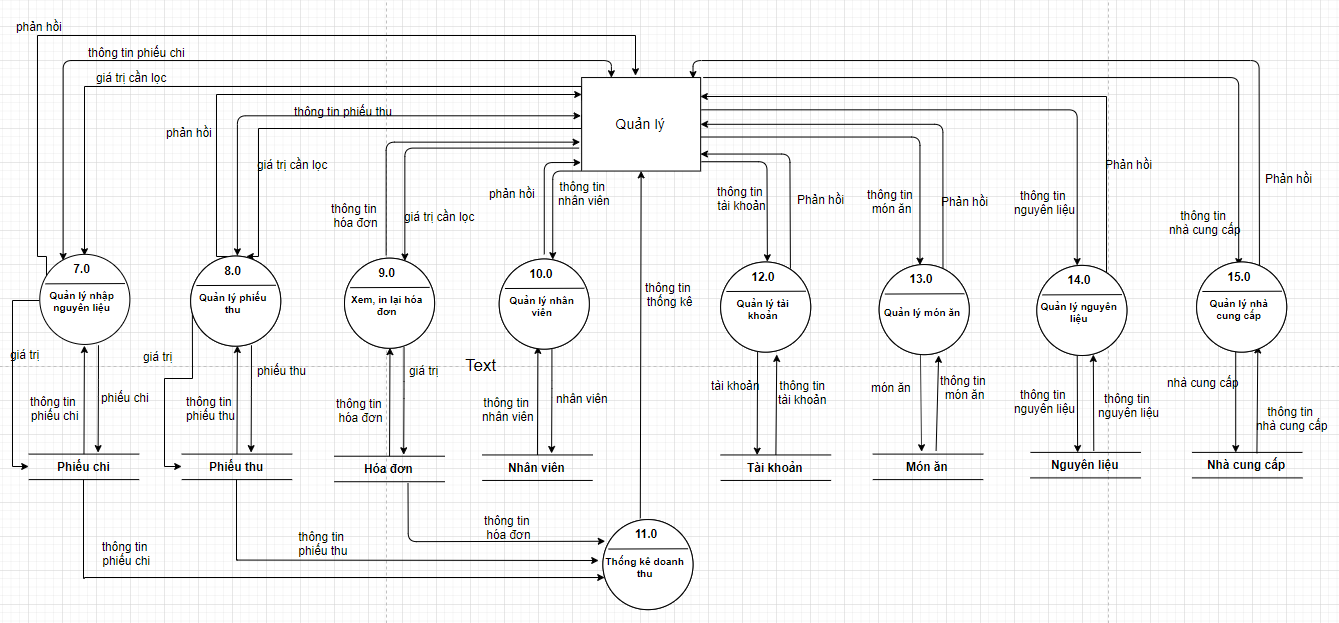 phản hồi
thông tin phiếu chi
giá trị cần lọc
thông tin phiếu thu
phản hồi
giá trị cần lọc
Quản lý
thông tin
hóa đơn
giá trị cần lọc
phản hồi
thông tin
nhân viên
thông tin
tài khoản
Phản hồi
thông tin
món ăn
Phản hồi
thông tin
nguyên liệu
Phản hồi
thông tin
nhà cung cấp
Phản hồi
7.0
Quản lý nhập
nguyên liệu
8.0
Quản lý phiếu
thu
9.0
Xem, in lại hóa
đơn
10.0
Quản lý nhân
viên
thông tin
thống kê
12.0
Quản lý tài
khoản
13.0
Quản lý món ăn
14.0
Quản lý nguyên
liệu
15.0
Quản lý nhà
cung cấp
giá trị
thông tin
phiếu chi
phiếu chi
giá trị
thông tin
phiếu thu
phiếu thu
thông tin
hóa đơn
giá trị
Text
thông tin
nhân viên
nhân viên
tài khoản
thông tin
tài khoản
món ăn
thông tin
món ăn
thông tin
nguyên liệu
thông tin
nguyên liệu
nhà cung cấp
thông tin
nhà cung cấp
Phiếu chi
Phiếu thu
Hóa đơn
Nhân viên
Tài khoản
Món ăn
Nguyên liệu
Nhà cung cấp
thông tin
phiếu chi
thông tin
phiếu thu
thông tin
hóa đơn
11.0
Thống kê doanh
thu